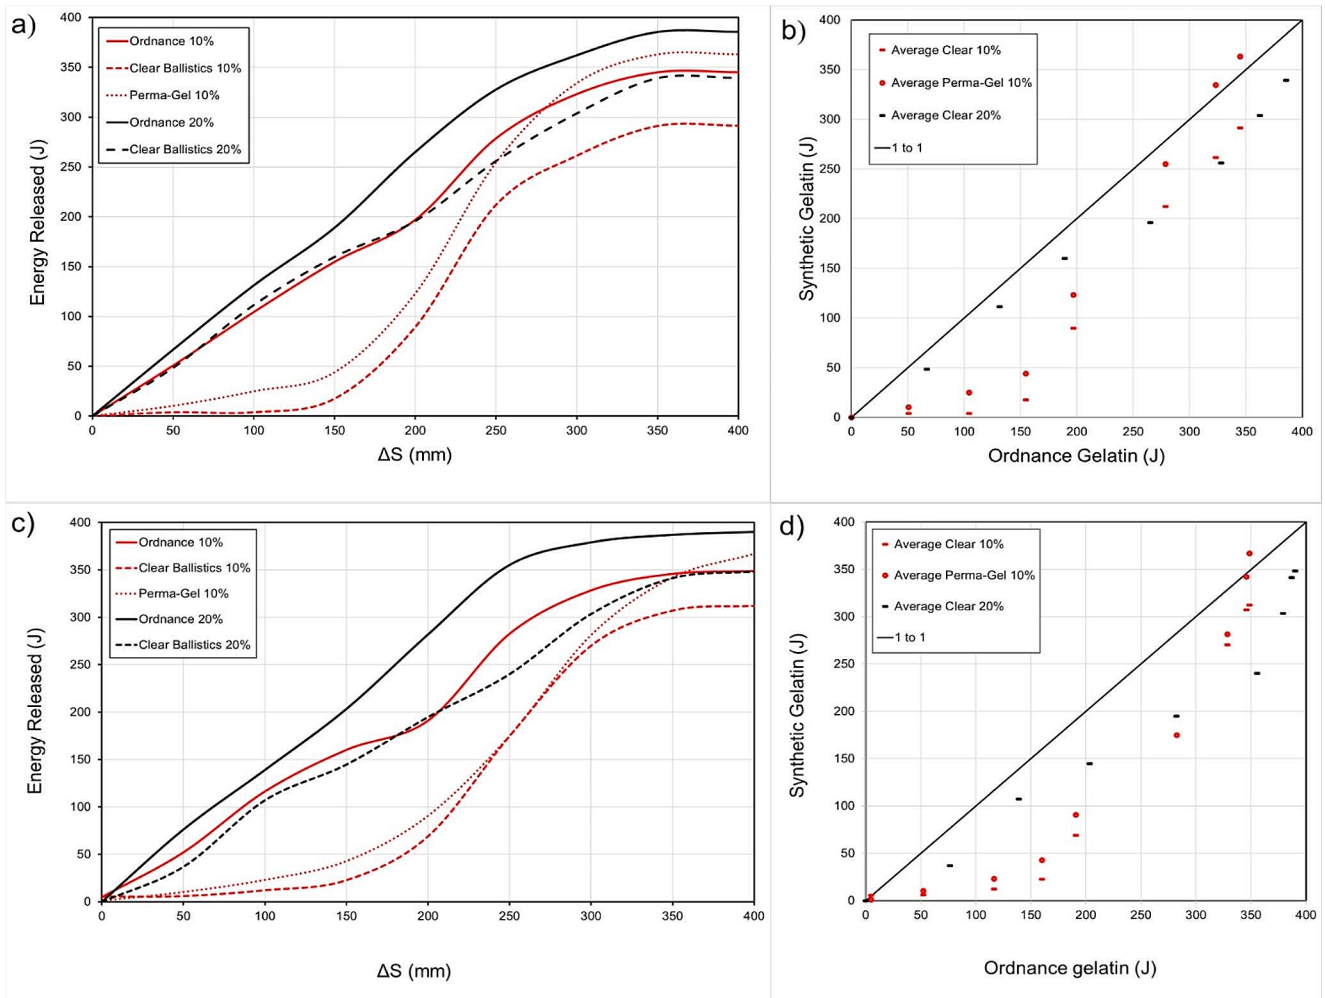 a)
400
350
300
250
200
150
100
50
0
Energy Released (J)
Ordnance 10%
Clear Ballistics 10%
Perma-Gel 10%
Ordnance 20%
Clear Ballistics 20%
0 50 100 150 200 250 300 350 400
ΔS (mm)
b)
400
350
300
250
200
150
100
50
0
Synthetic Gelatin (J)
Average Clear 10%
Average Perma-Gel 10%
Average Clear 20%
1 to 1
0 50 100 150 200 250 300 350 400
Ordnance Gelatin (J)
c)
400
350
300
250
200
150
100
50
0
Energy Released (J)
Ordnance 10%
Clear Ballistics 10%
Perma-Gel 10%
Ordnance 20%
Clear Ballistics 20%
0 50 100 150 200 250 300 350 400
ΔS (mm)
d)
400
350
300
250
200
150
100
50
0
Synthetic Gelatin (J)
Average Clear 10%
Average Perma-Gel 10%
Average Clear 20%
1 to 1
0 50 100 150 200 250 300 350 400
Ordnance gelatin (J)